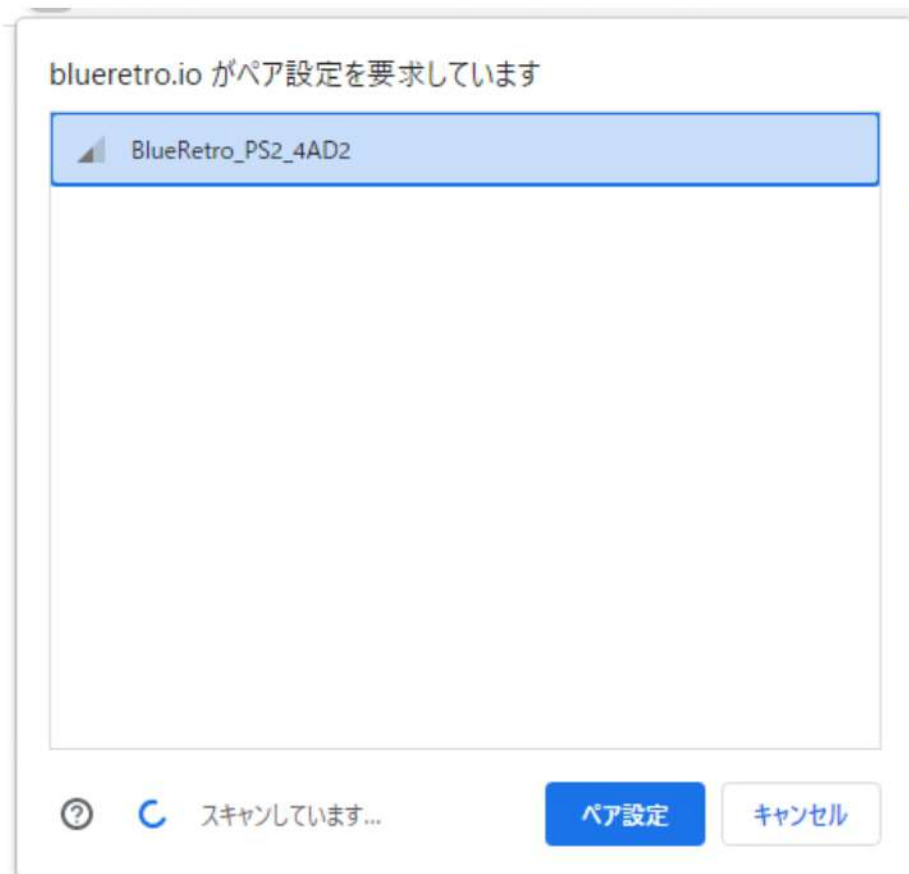 blueretro.io がペア設定を要求しています
BlueRetro_PS2_4AD2
スキャンしています...
ペア設定
キャンセル